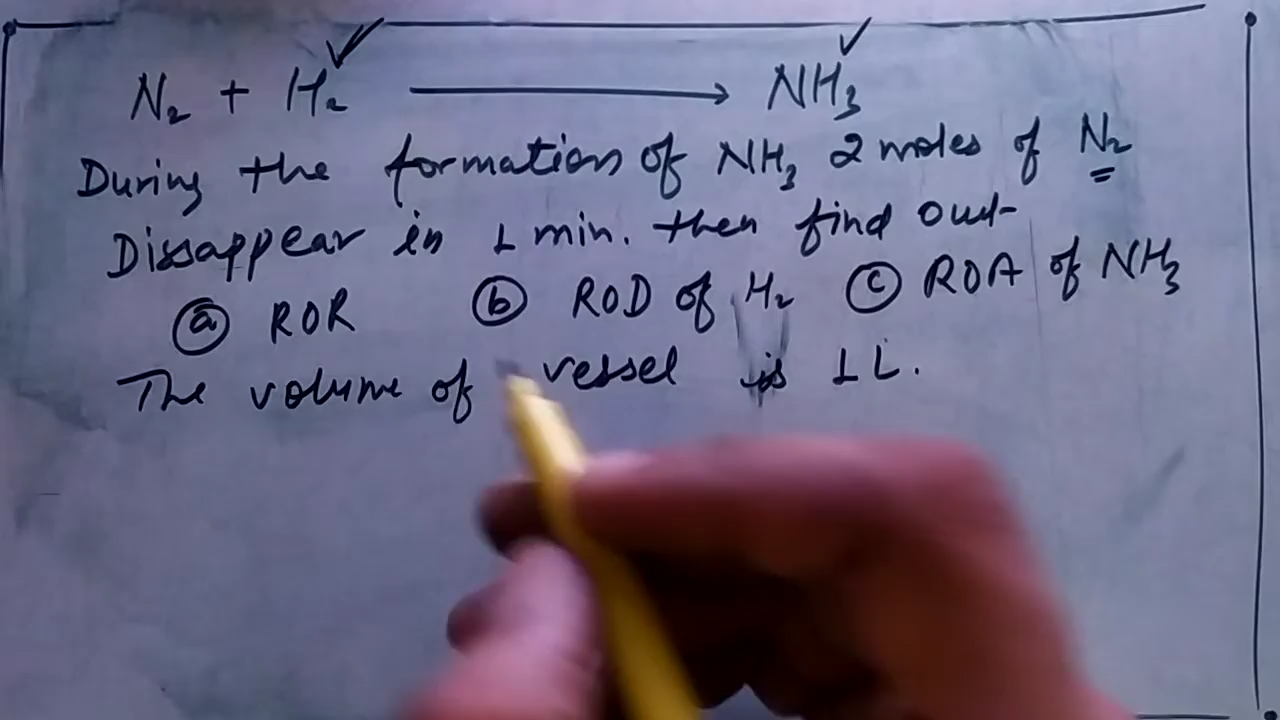 N₂ + H₂ ⟶ NH₃
During the formation of NH₃ 2 moles of N₂
Dissappear in 1 min. then find out
ⓐ ROR ⓑ ROD of H₂ ⓒ ROA of NH₃
The volume of vessel is 1L.